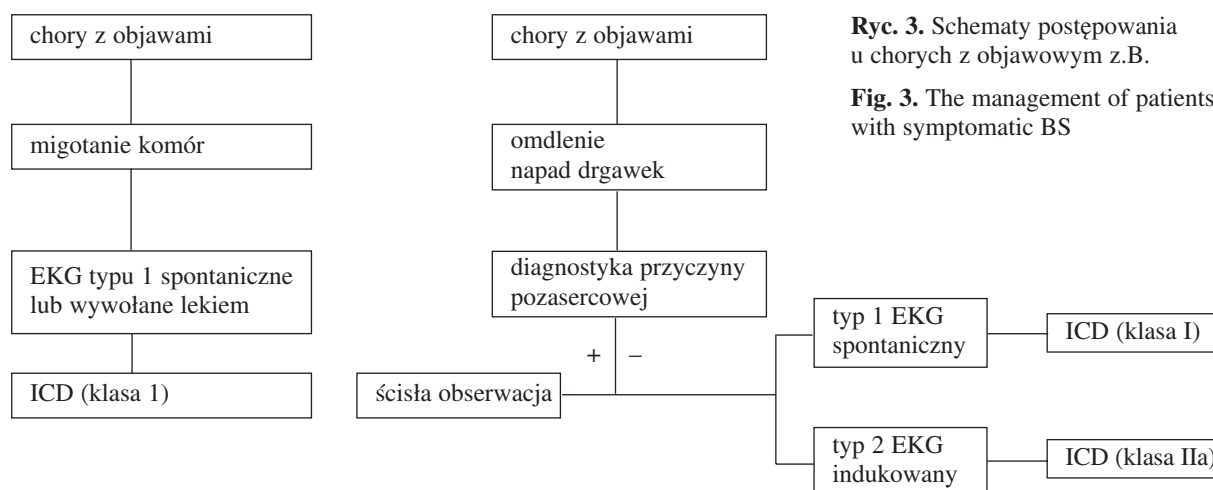 chory z objawami
migotanie komór
EKG typu 1 spontaniczne
lub wywołane lekiem
ICD (klasa 1)
chory z objawami
omdlenie
napad drgawek
diagnostyka przyczyny
pozasercowej
+ –
ścisła obserwacja
typ 1 EKG
spontaniczny
ICD (klasa I)
typ 2 EKG
indukowany
ICD (klasa IIa)
Ryc. 3. Schematy postępowania
u chorych z objawowym z.B.
Fig. 3. The management of patients
with symptomatic BS